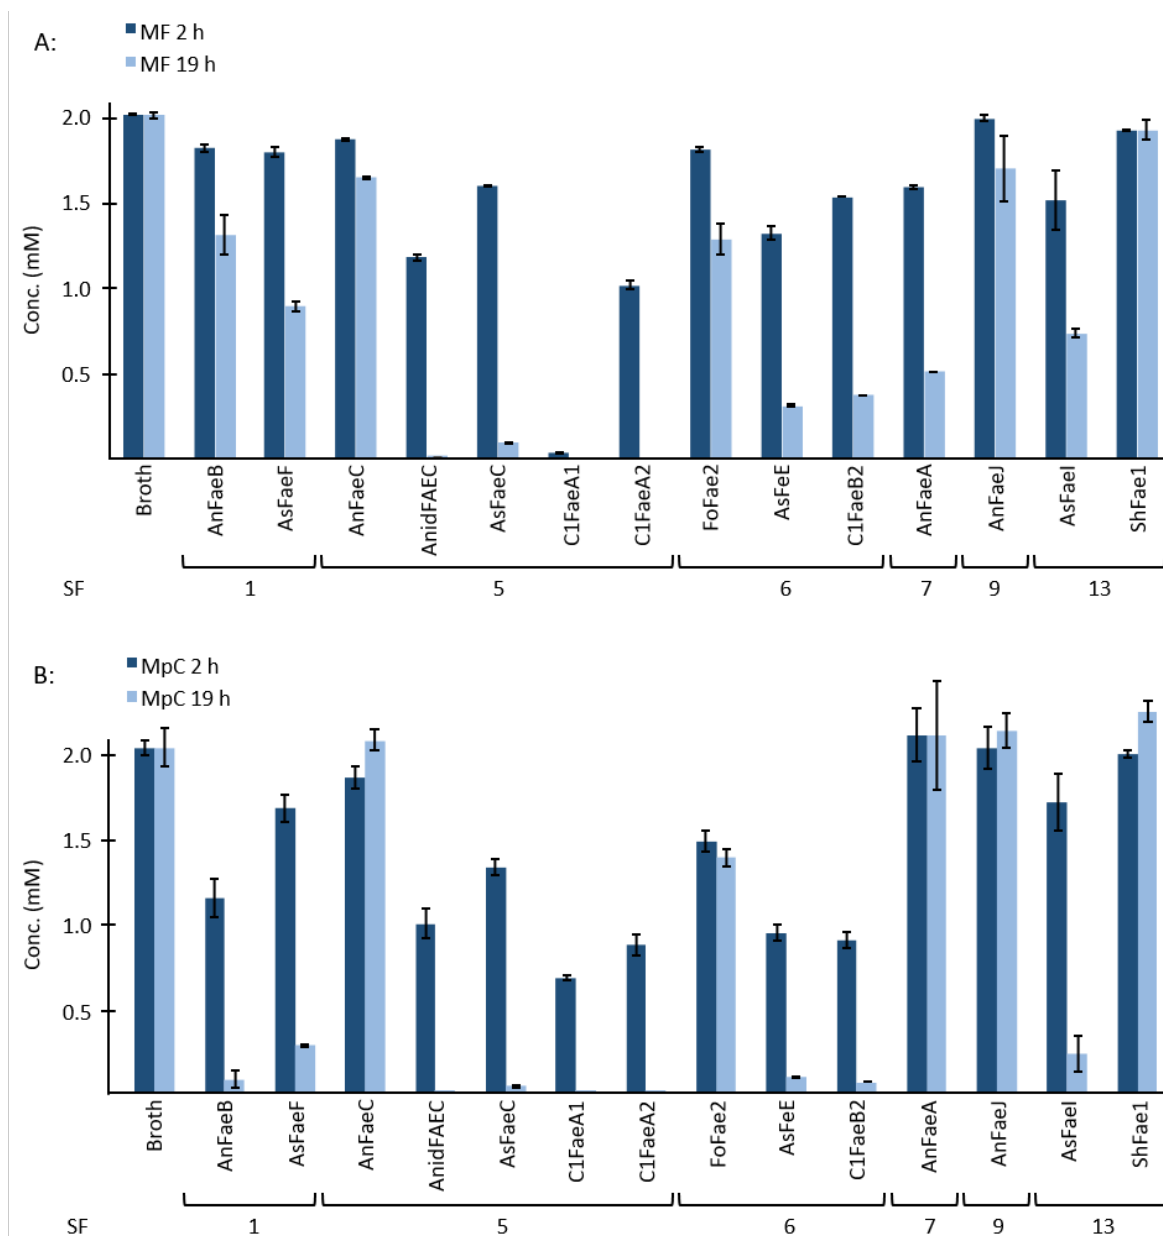 A:
MF 2 h
MF 19 h
Conc. (mM)
2.0
1.5
1.0
0.5
Broth AnFaeB AsFaeF AnFaeC AnidFAEC AsFaeC C1FaeA1 C1FaeA2 FoFae2 AsFeE C1FaeB2 AnFaeA AnFaeJ AsFaeI ShFae1
SF 1 5 6 7 9 13
B:
MpC 2 h
MpC 19 h
Conc. (mM)
2.0
1.5
1.0
0.5
Broth AnFaeB AsFaeF AnFaeC AnidFAEC AsFaeC C1FaeA1 C1FaeA2 FoFae2 AsFeE C1FaeB2 AnFaeA AnFaeJ AsFaeI ShFae1
SF 1 5 6 7 9 13